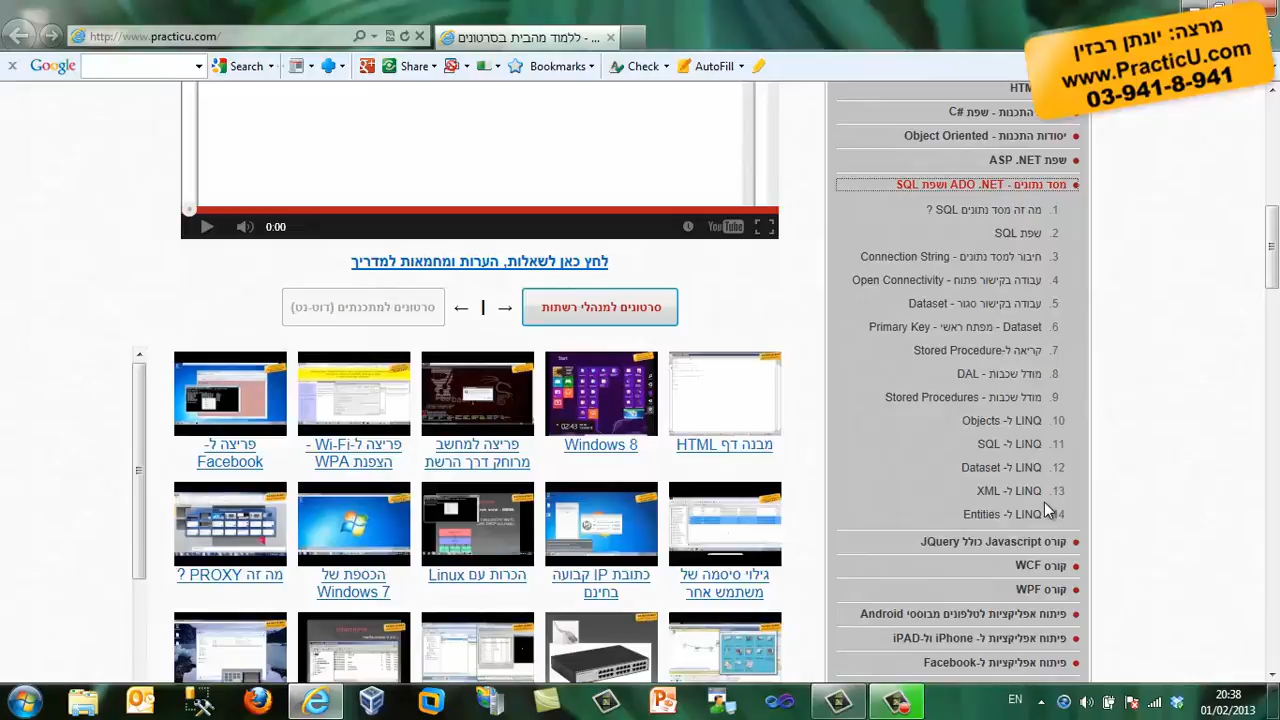 http://www.practicu.com/
ללמוד מהבית בסרטונים - ...
מרצה: יונתן רבזין
www.PracticU.com
03-941-8-941
Google
Search
Share
Bookmarks
Check
AutoFill
0:00
YouTube
לחץ כאן לשאלות, הערות ומחמאות למדריך
סרטונים למנהלי רשתות
→ | ←
סרטונים למתכנתים (דוט-נט)
מבנה דף HTML
Windows 8
פריצה למחשב מרוחק דרך הרשת
פריצה ל-Wi-Fi - הצפנת WPA
פריצה ל- Facebook
גילוי סיסמה של משתמש אחר
כתובת IP קבועה בחינם
הכרות עם Linux
הכספת של Windows 7
מה זה PROXY ?
HTM
התכנות - שפת C#
יסודות התכנות - Object Oriented
שפת ASP .NET
מסד נתונים - ADO .NET ושפת SQL
1. מה זה מסד נתונים SQL ?
2. שפת SQL
3. חיבור למסד נתונים - Connection String
4. עבודה בקישור פתוח - Open Connectivity
5. עבודה בקישור סגור - Dataset
6. Dataset - מפתח ראשי - Primary Key
7. קריאה ל-Stored Procedure
8. מודל שכבות - DAL
9. מודל שכבות - Stored Procedures
10. LINQ ל- Objects
11. LINQ ל- SQL
12. LINQ ל- Dataset
13. LINQ ל- XML
14 LINQ ל- Entities
קורס Javascript כולל JQuery
קורס WCF
קורס WPF
פיתוח אפליקציות לטלפונים מבוססי Android
פיתוח אפליקציות ל- iPhone ול-iPAD
פיתוח אפליקציות ל-Facebook
EN
20:38
01/02/2013